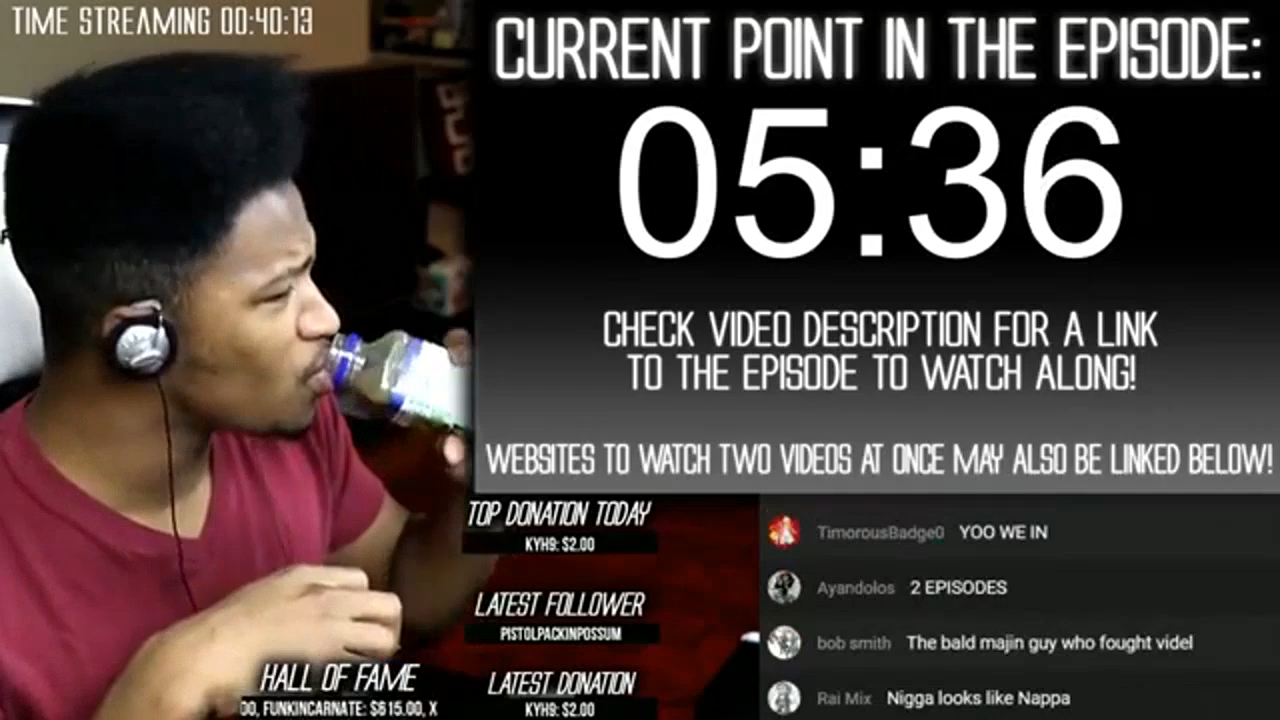 TIME STREAMING 00:40:13
CURRENT POINT IN THE EPISODE:
05:36
CHECK VIDEO DESCRIPTION FOR A LINK
TO THE EPISODE TO WATCH ALONG!
WEBSITES TO WATCH TWO VIDEOS AT ONCE MAY ALSO BE LINKED BELOW!
TOP DONATION TODAY
KYH9: $2.00
LATEST FOLLOWER
PISTOLPACKINPOSSUM
LATEST DONATION
KYH9: $2.00
HALL OF FAME
00, FUNKINCARNATE: $615.00, X
TimorousBadge0 YOO WE IN
Ayandolos 2 EPISODES
bob smith The bald majin guy who fought videl
Rai Mix Nigga looks like Nappa